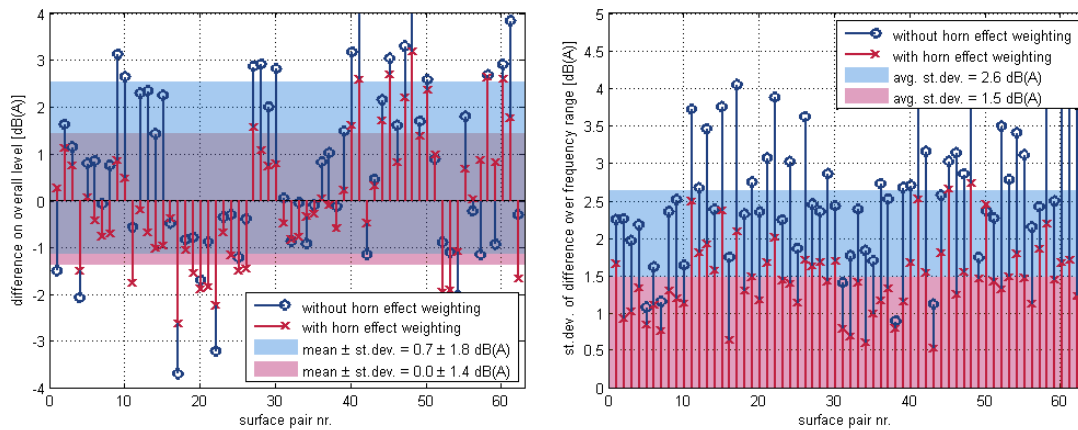 difference on overall level [dB(A)]
4
3
2
1
0
-1
-2
-3
-4
0 10 20 30 40 50 60
surface pair nr.
without horn effect weighting
with horn effect weighting
mean ± st.dev. = 0.7 ± 1.8 dB(A)
mean ± st.dev. = 0.0 ± 1.4 dB(A)
st.dev. of difference over frequency range [dB(A)]
5
4.5
4
3.5
3
2.5
2
1.5
1
0.5
0
0 10 20 30 40 50 60
surface pair nr.
without horn effect weighting
with horn effect weighting
avg. st.dev. = 2.6 dB(A)
avg. st.dev. = 1.5 dB(A)